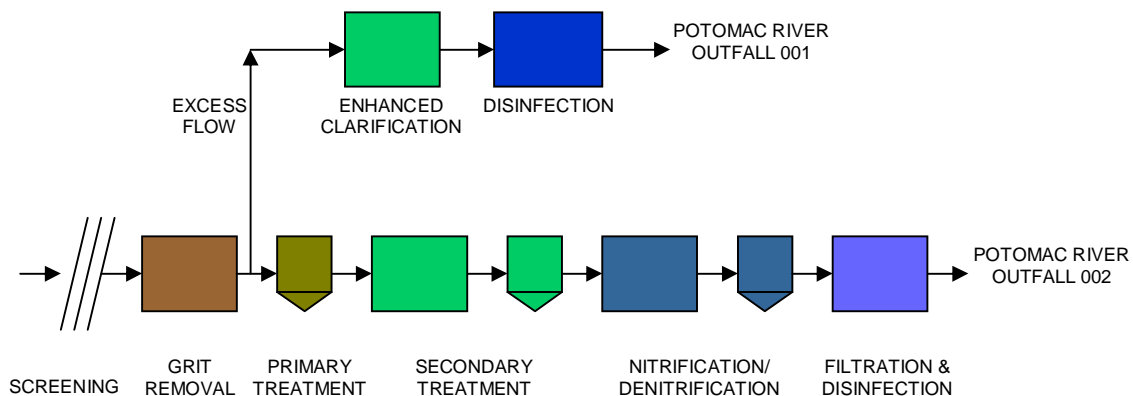 POTOMAC RIVER
OUTFALL 001
EXCESS
FLOW
ENHANCED
CLARIFICATION
DISINFECTION
POTOMAC RIVER
OUTFALL 002
SCREENING
GRIT
REMOVAL
PRIMARY
TREATMENT
SECONDARY
TREATMENT
NITRIFICATION/
DENITRIFICATION
FILTRATION &
DISINFECTION